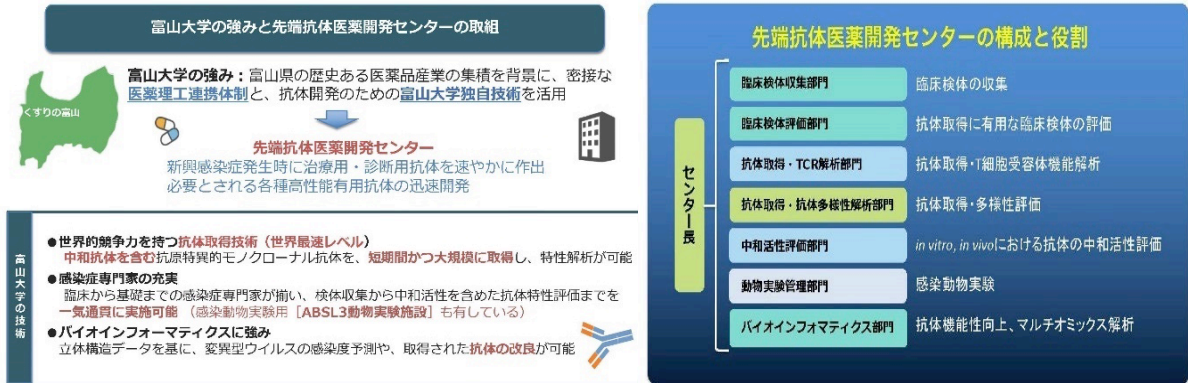 富山大学の強みと先端抗体医薬開発センターの取組
富山大学の強み：富山県の歴史ある医薬品産業の集積を背景に、密接な
医薬理工連携体制と、抗体開発のための富山大学独自技術を活用
くすりの富山
先端抗体医薬開発センター
新興感染症発生時に治療用・診断用抗体を速やかに作出
必要とされる各種高性能有用抗体の迅速開発
富山大学の技術
●世界的競争力を持つ抗体取得技術（世界最速レベル）
中和抗体を含む抗原特異的モノクローナル抗体を、短期間かつ大規模に取得し、特性解析が可能
●感染症専門家の充実
臨床から基礎までの感染症専門家が揃い、検体収集から中和活性を含めた抗体特性評価までを
一気通貫に実施可能 （感染動物実験用［ABSL3動物実験施設］も有している）
●バイオインフォーマティクスに強み
立体構造データを基に、変異型ウイルスの感染度予測や、取得された抗体の改良が可能
先端抗体医薬開発センターの構成と役割
センター長
臨床検体収集部門 臨床検体の収集
臨床検体評価部門 抗体取得に有用な臨床検体の評価
抗体取得・TCR解析部門 抗体取得・T細胞受容体機能解析
抗体取得・抗体多様性解析部門 抗体取得・多様性評価
中和活性評価部門 in vitro, in vivoにおける抗体の中和活性評価
動物実験管理部門 感染動物実験
バイオインフォマティクス部門 抗体機能性向上、マルチオミックス解析